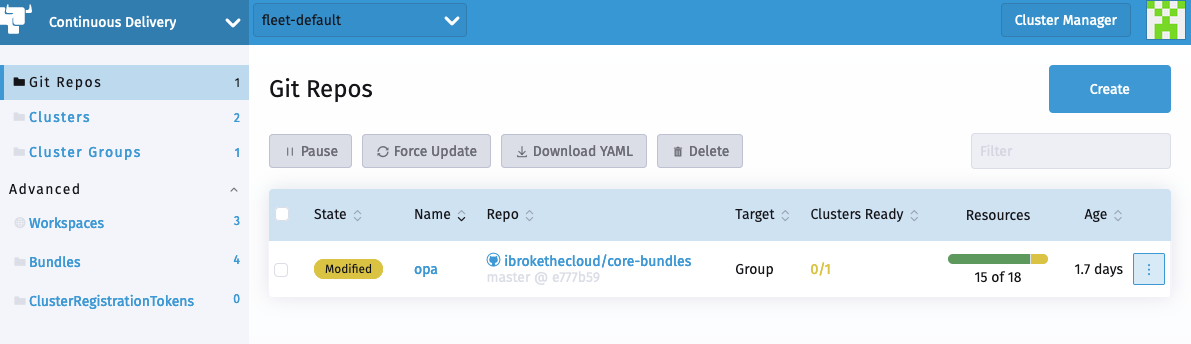 Continuous Delivery
fleet-default
Cluster Manager
Git Repos 1
Clusters 2
Cluster Groups 1
Advanced
Workspaces 3
Bundles 4
ClusterRegistrationTokens 0
Git Repos
Create
Pause Force Update Download YAML Delete Filter
State Name Repo Target Clusters Ready Resources Age
Modified opa ibrokethecloud/core-bundles Group 0/1 1.7 days
master @ e777b59
15 of 18